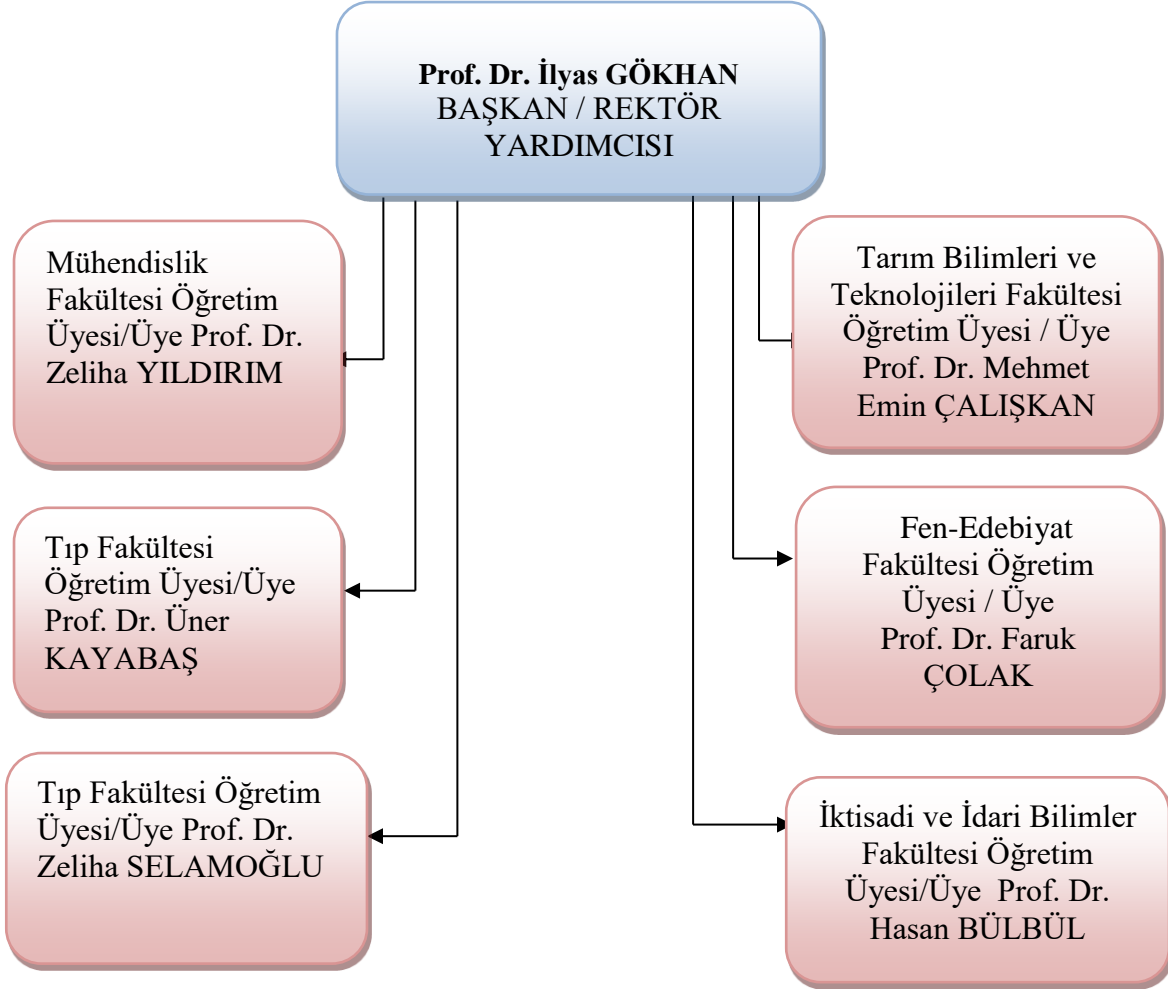 Prof. Dr. İlyas GÖKHAN
BAŞKAN / REKTÖR
YARDIMCISI
Mühendislik
Fakültesi Öğretim
Üyesi/Üye Prof. Dr.
Zeliha YILDIRIM
Tarım Bilimleri ve
Teknolojileri Fakültesi
Öğretim Üyesi / Üye
Prof. Dr. Mehmet
Emin ÇALIŞKAN
Tıp Fakültesi
Öğretim Üyesi/Üye
Prof. Dr. Üner
KAYABAŞ
Fen-Edebiyat
Fakültesi Öğretim
Üyesi / Üye
Prof. Dr. Faruk
ÇOLAK
Tıp Fakültesi Öğretim
Üyesi/Üye Prof. Dr.
Zeliha SELAMOĞLU
İktisadi ve İdari Bilimler
Fakültesi Öğretim
Üyesi/Üye  Prof. Dr.
Hasan BÜLBÜL